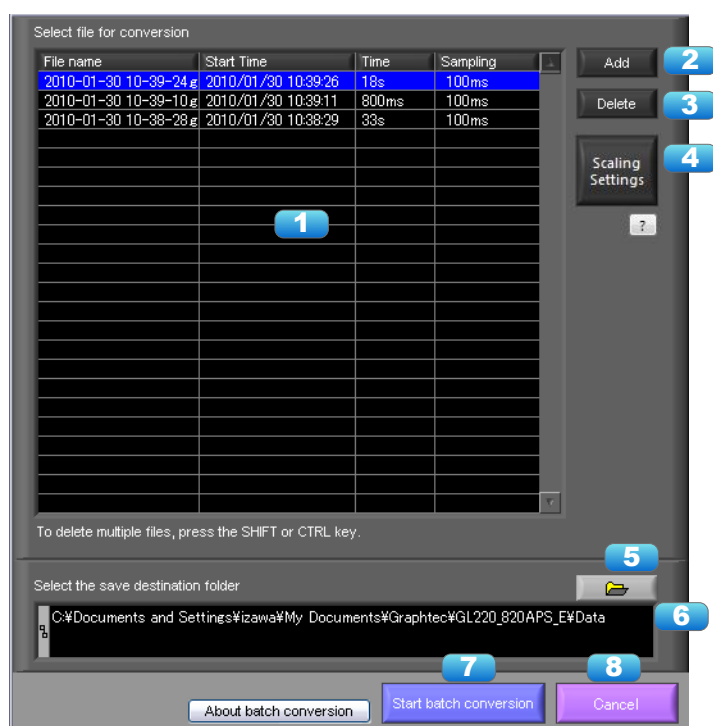 Select file for conversion
File name Start Time Time Sampling
2010-01-30 10-39-24g 2010/01/30 10:39:26 18s 100ms
2010-01-30 10-39-10g 2010/01/30 10:39:11 800ms 100ms
2010-01-30 10-38-28g 2010/01/30 10:38:29 33s 100ms
Add 2
Delete 3
Scaling
Settings
4
?
1
To delete multiple files, press the SHIFT or CTRL key.
5
Select the save destination folder
C:¥Documents and Settings¥izawa¥My Documents¥Graphtec¥GL220_820APS_E¥Data
6
7 8
About batch conversion Start batch conversion Cancel